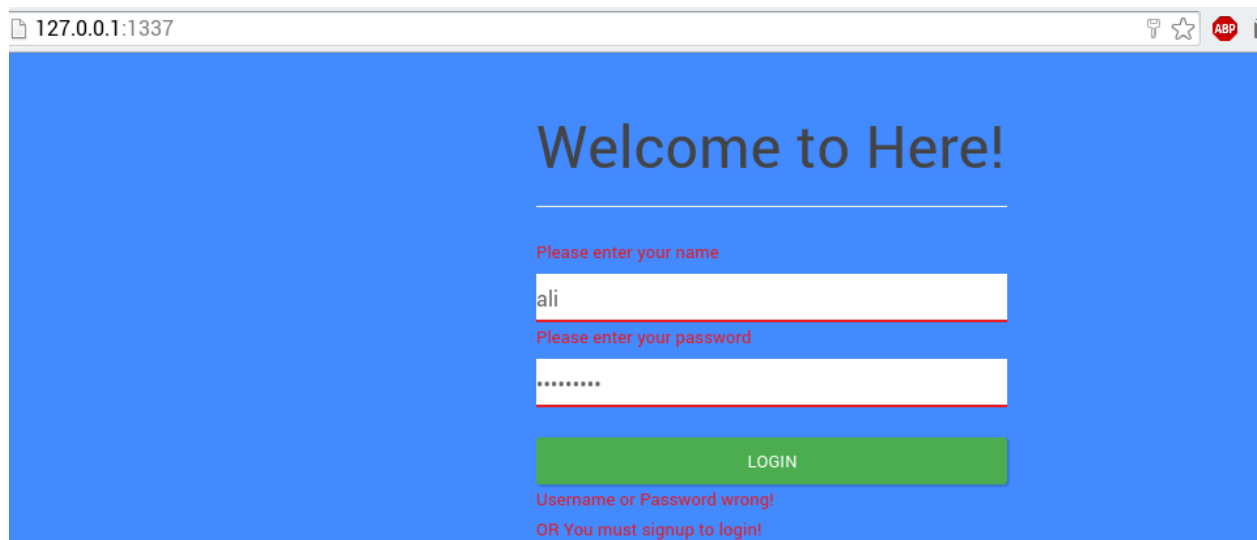 127.0.0.1:1337
ABP
Welcome to Here!
Please enter your name
ali
Please enter your password
•••••••••
LOGIN
Username or Password wrong!
OR You must signup to login!